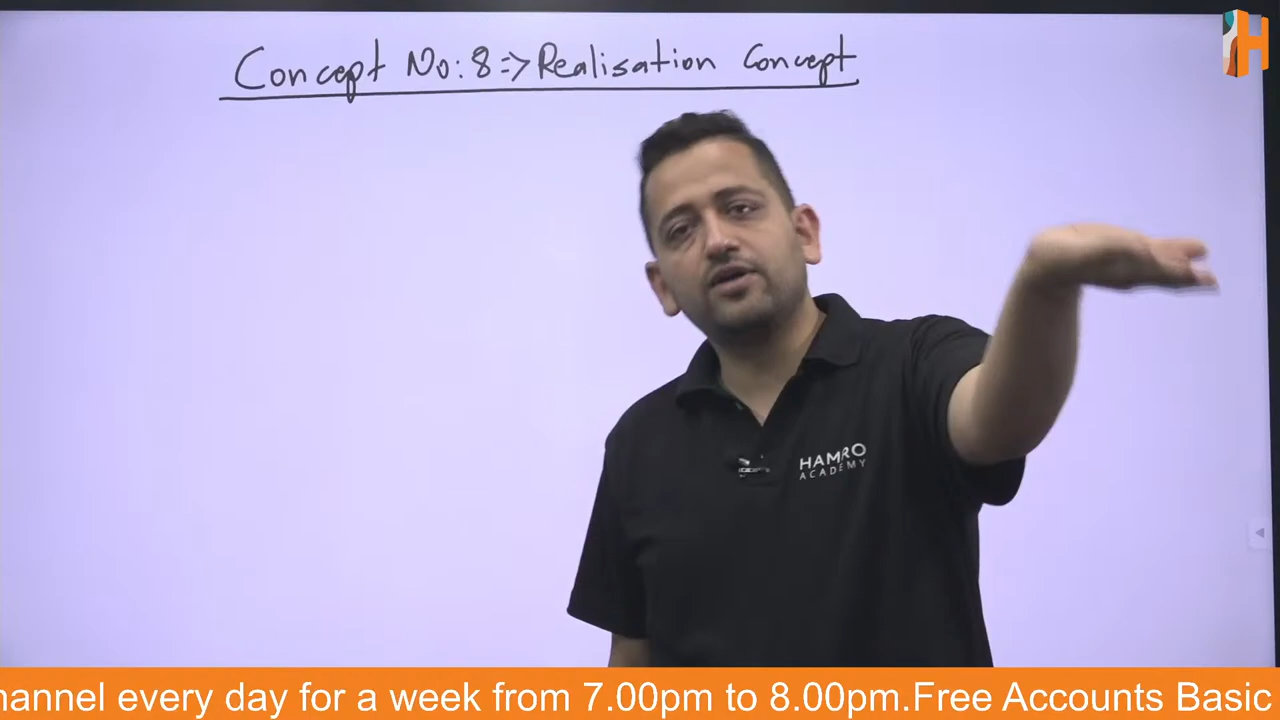 Concept No: 8 => Realisation Concept
H
HAMRO
ACADEMY
hannel every day for a week from 7.00pm to 8.00pm.Free Accounts Basic